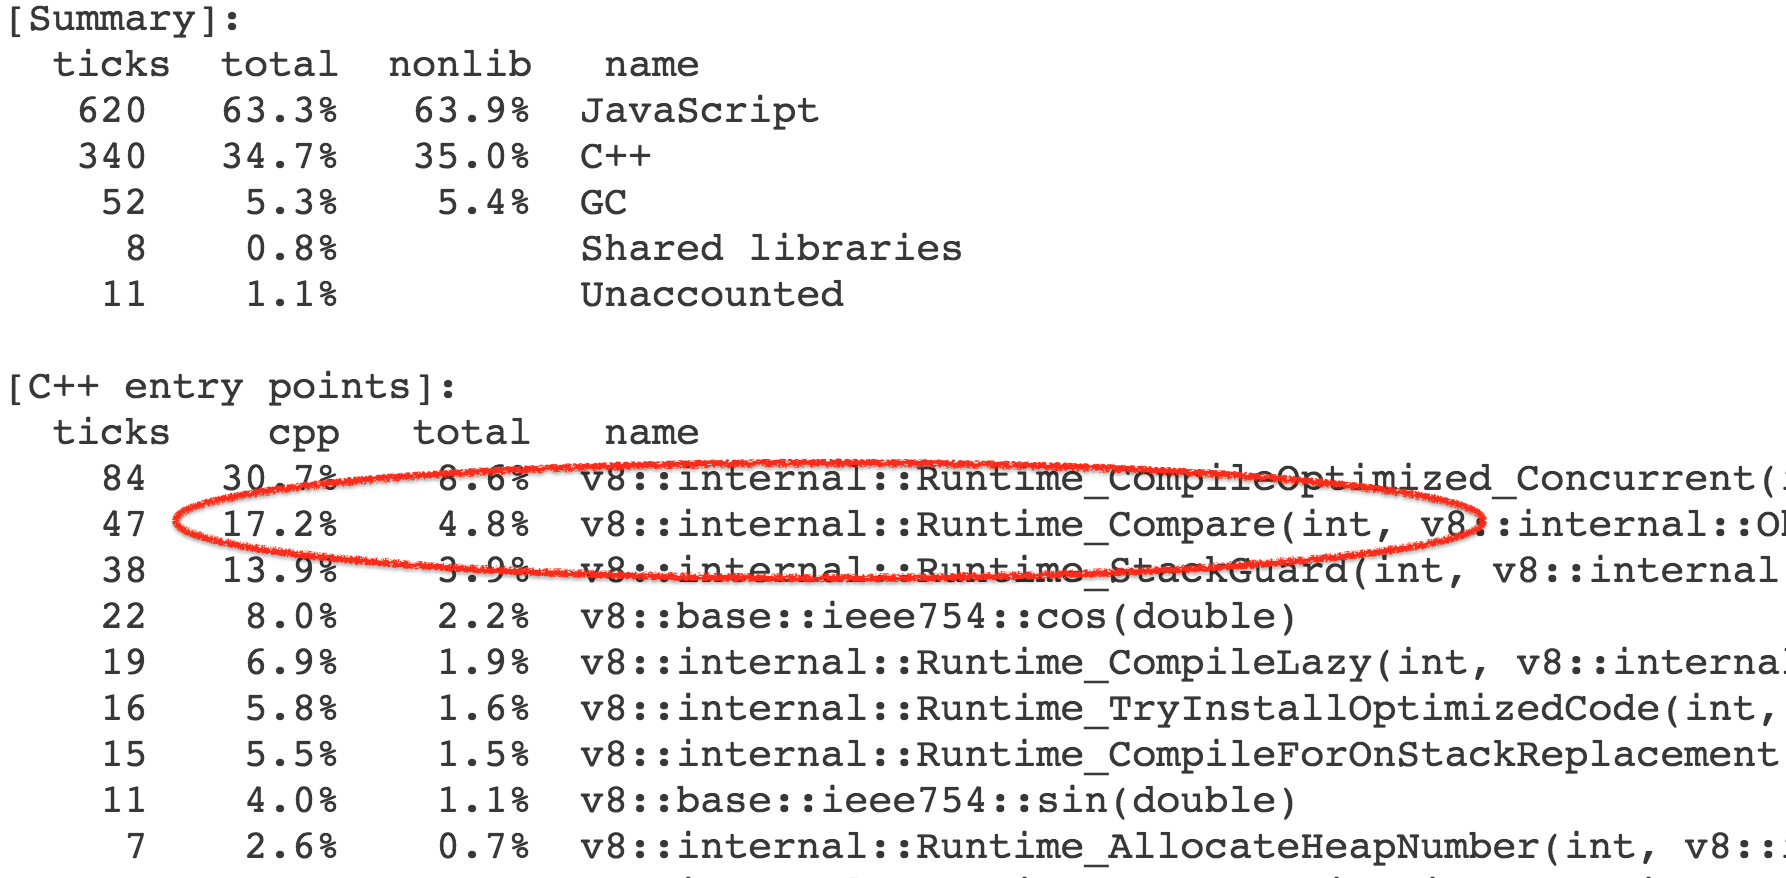 [Summary]:
ticks total nonlib name
620 63.3% 63.9% JavaScript
340 34.7% 35.0% C++
52 5.3% 5.4% GC
8 0.8% Shared libraries
11 1.1% Unaccounted
[C++ entry points]:
ticks cpp total name
84 30.7% 8.6% v8::internal::Runtime_CompileOptimized_Concurrent(i
47 17.2% 4.8% v8::internal::Runtime_Compare(int, v8::internal::Ob
38 13.9% 3.9% v8::internal::Runtime_StackGuard(int, v8::internal
22 8.0% 2.2% v8::base::ieee754::cos(double)
19 6.9% 1.9% v8::internal::Runtime_CompileLazy(int, v8::internal
16 5.8% 1.6% v8::internal::Runtime_TryInstallOptimizedCode(int,
15 5.5% 1.5% v8::internal::Runtime_CompileForOnStackReplacement
11 4.0% 1.1% v8::base::ieee754::sin(double)
7 2.6% 0.7% v8::internal::Runtime_AllocateHeapNumber(int, v8::i